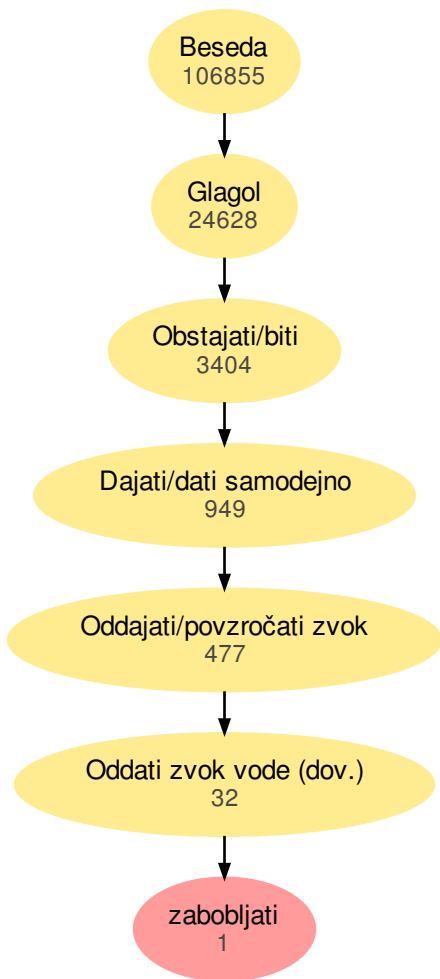 Beseda
106855
Glagol
24628
Obstajati/biti
3404
Dajati/dati samodejno
949
Oddajati/povzročati zvok
477
Oddati zvok vode (dov.)
32
zabobljati
1